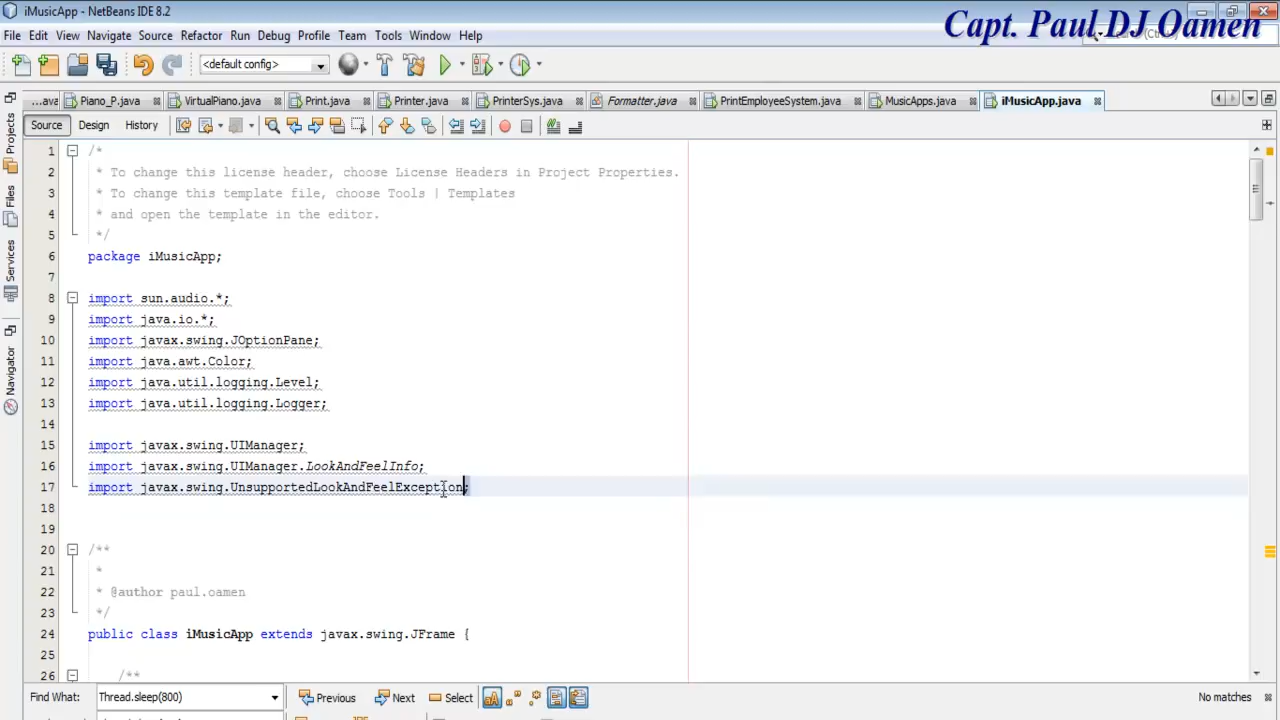 iMusicApp - NetBeans IDE 8.2
Capt. Paul DJ Oamen
File Edit View Navigate Source Refactor Run Debug Profile Team Tools Window Help
<default config>
...ava Piano_P.java VirtualPiano.java Print.java Printer.java PrinterSys.java Formatter.java PrintEmployeeSystem.java MusicApps.java iMusicApp.java
Source Design History
Projects
Files
Services
Navigator
1 /*
2 * To change this license header, choose License Headers in Project Properties.
3 * To change this template file, choose Tools | Templates
4 * and open the template in the editor.
5 */
6 package iMusicApp;
7
8 import sun.audio.*;
9 import java.io.*;
10 import javax.swing.JOptionPane;
11 import java.awt.Color;
12 import java.util.logging.Level;
13 import java.util.logging.Logger;
14
15 import javax.swing.UIManager;
16 import javax.swing.UIManager.LookAndFeelInfo;
17 import javax.swing.UnsupportedLookAndFeelException;
18
19
20 /**
21 *
22 * @author paul.oamen
23 */
24 public class iMusicApp extends javax.swing.JFrame {
25
26 /**
Find What: Thread.sleep(800) Previous Next Select No matches